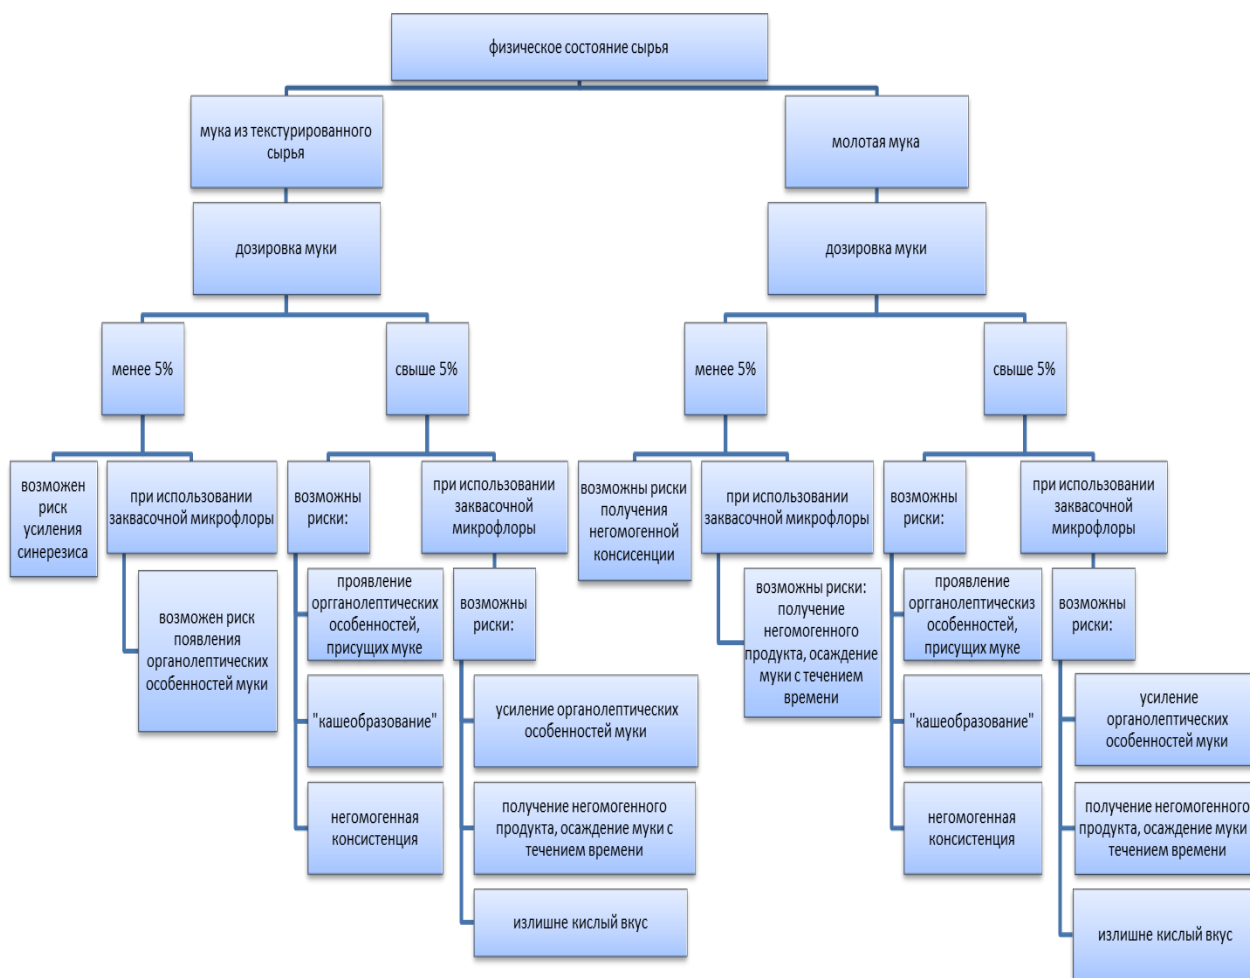 физическое состояние сырья
мука из текстурированного
сырья
молотая мука
дозировка муки
дозировка муки
менее 5%
свыше 5%
менее 5%
свыше 5%
возможен
риск
усиления
синерезиса
при использовании
заквасочной микрофлоры
возможны
риски:
при использовании
заквасочной
микрофлоры
возможны риски
получения
негомогенной
консисенции
при использовании
заквасочной микрофлоры
возможны
риски:
при использовании
заквасочной
микрофлоры
возможен риск
появления
органолептических
особенностей муки
проявление
оргганолептических
особенностей,
присущих муке
"кашеобразование"
негомогенная
консистенция
возможны
риски:
усиление органолептических
особенностей муки
получение негомогенного
продукта, осаждение муки с
течением времени
излишне кислый вкус
возможны риски:
получение
негомогенного
продукта, осаждение
муки с течением
времени
проявление
оргганолептическиз
особенностей,
присущих муке
"кашеобразование"
негомогенная
консистенция
возможны
риски:
усиление
органолептических
особенностей муки
получение негомогенного
продукта, осаждение муки с
течением времени
излишне кислый вкус